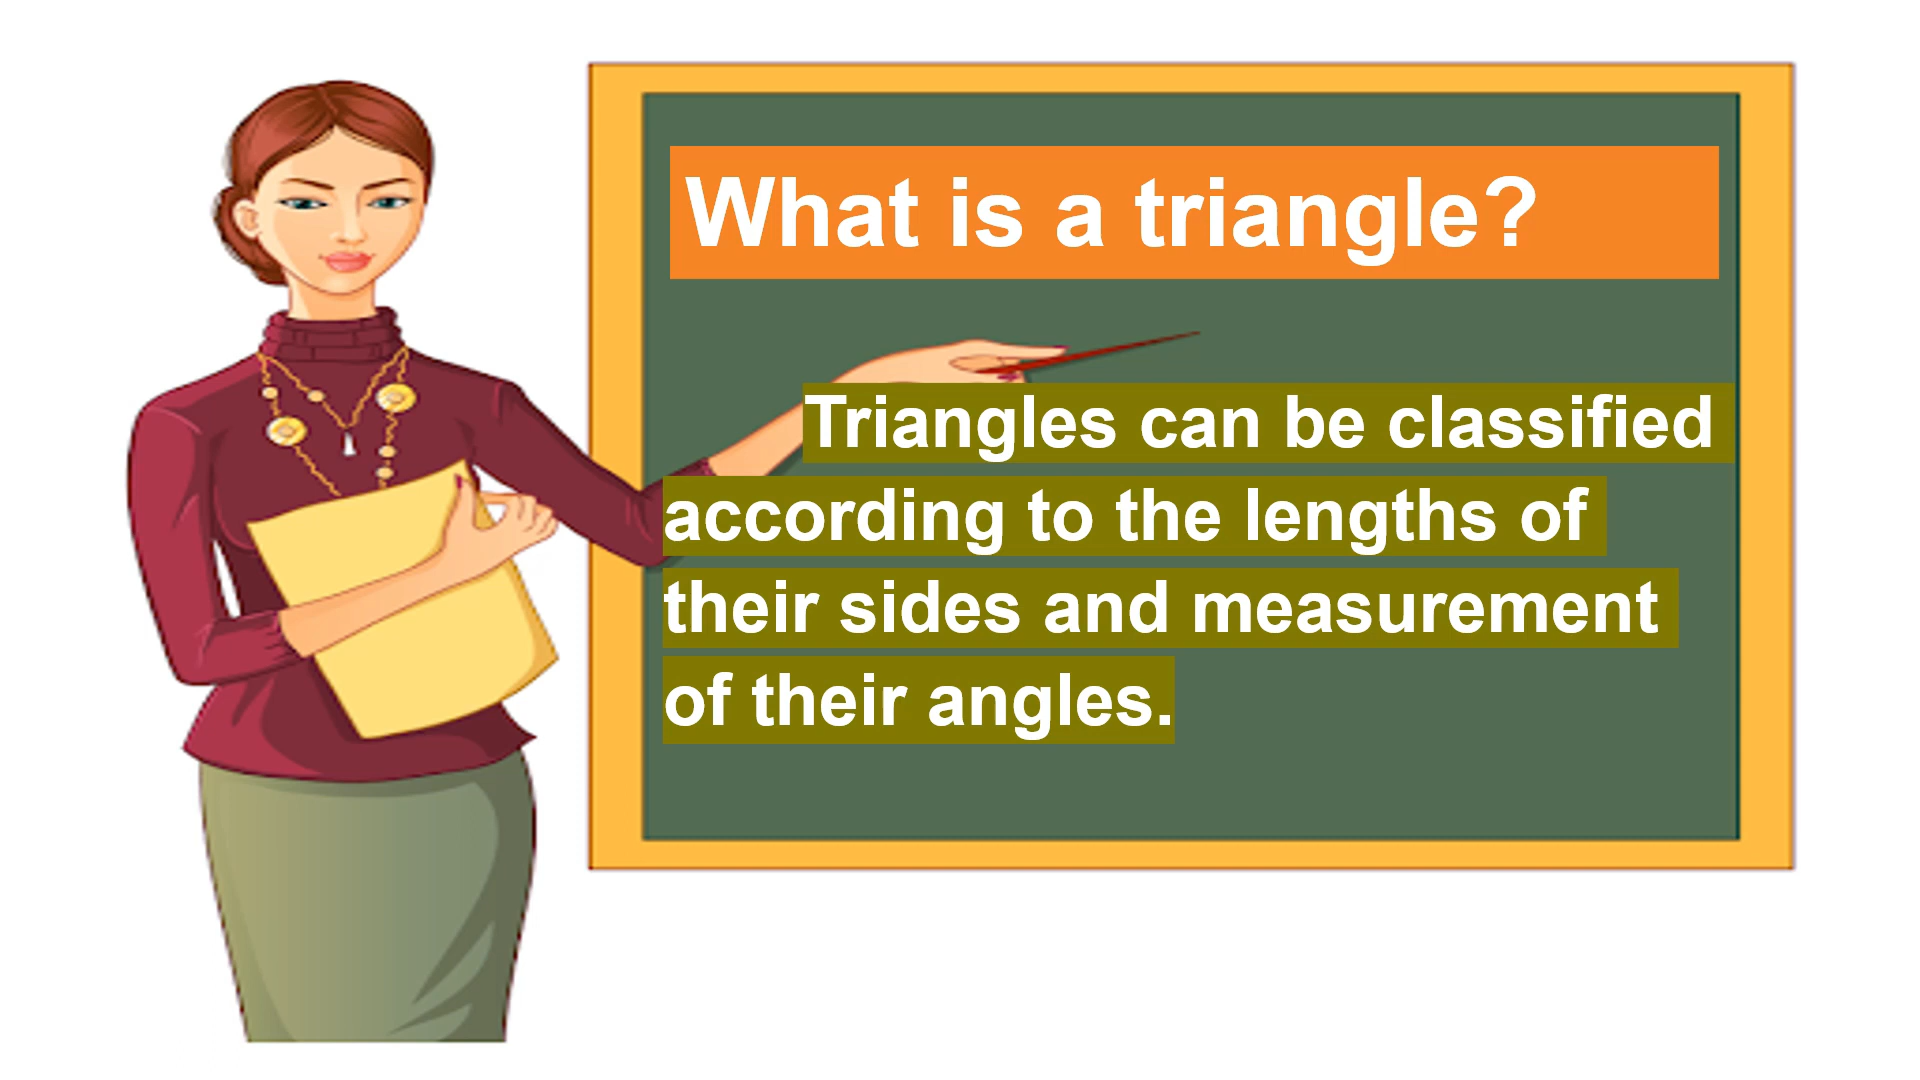 What is a triangle?
Triangles can be classified
according to the lengths of
their sides and measurement
of their angles.